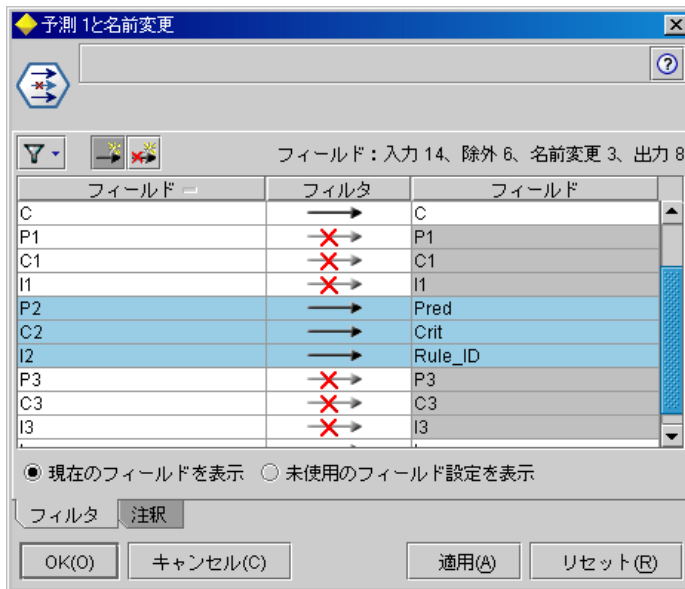 予測 1と名前変更
フィールド：入力 14、除外 6、名前変更 3、出力 8
フィールド フィルタ フィールド
C C
P1 P1
C1 C1
I1 I1
P2 Pred
C2 Crit
I2 Rule_ID
P3 P3
C3 C3
I3 I3
現在のフィールドを表示 未使用のフィールド設定を表示
フィルタ 注釈
OK(O) キャンセル(C) 適用(A) リセット(R)